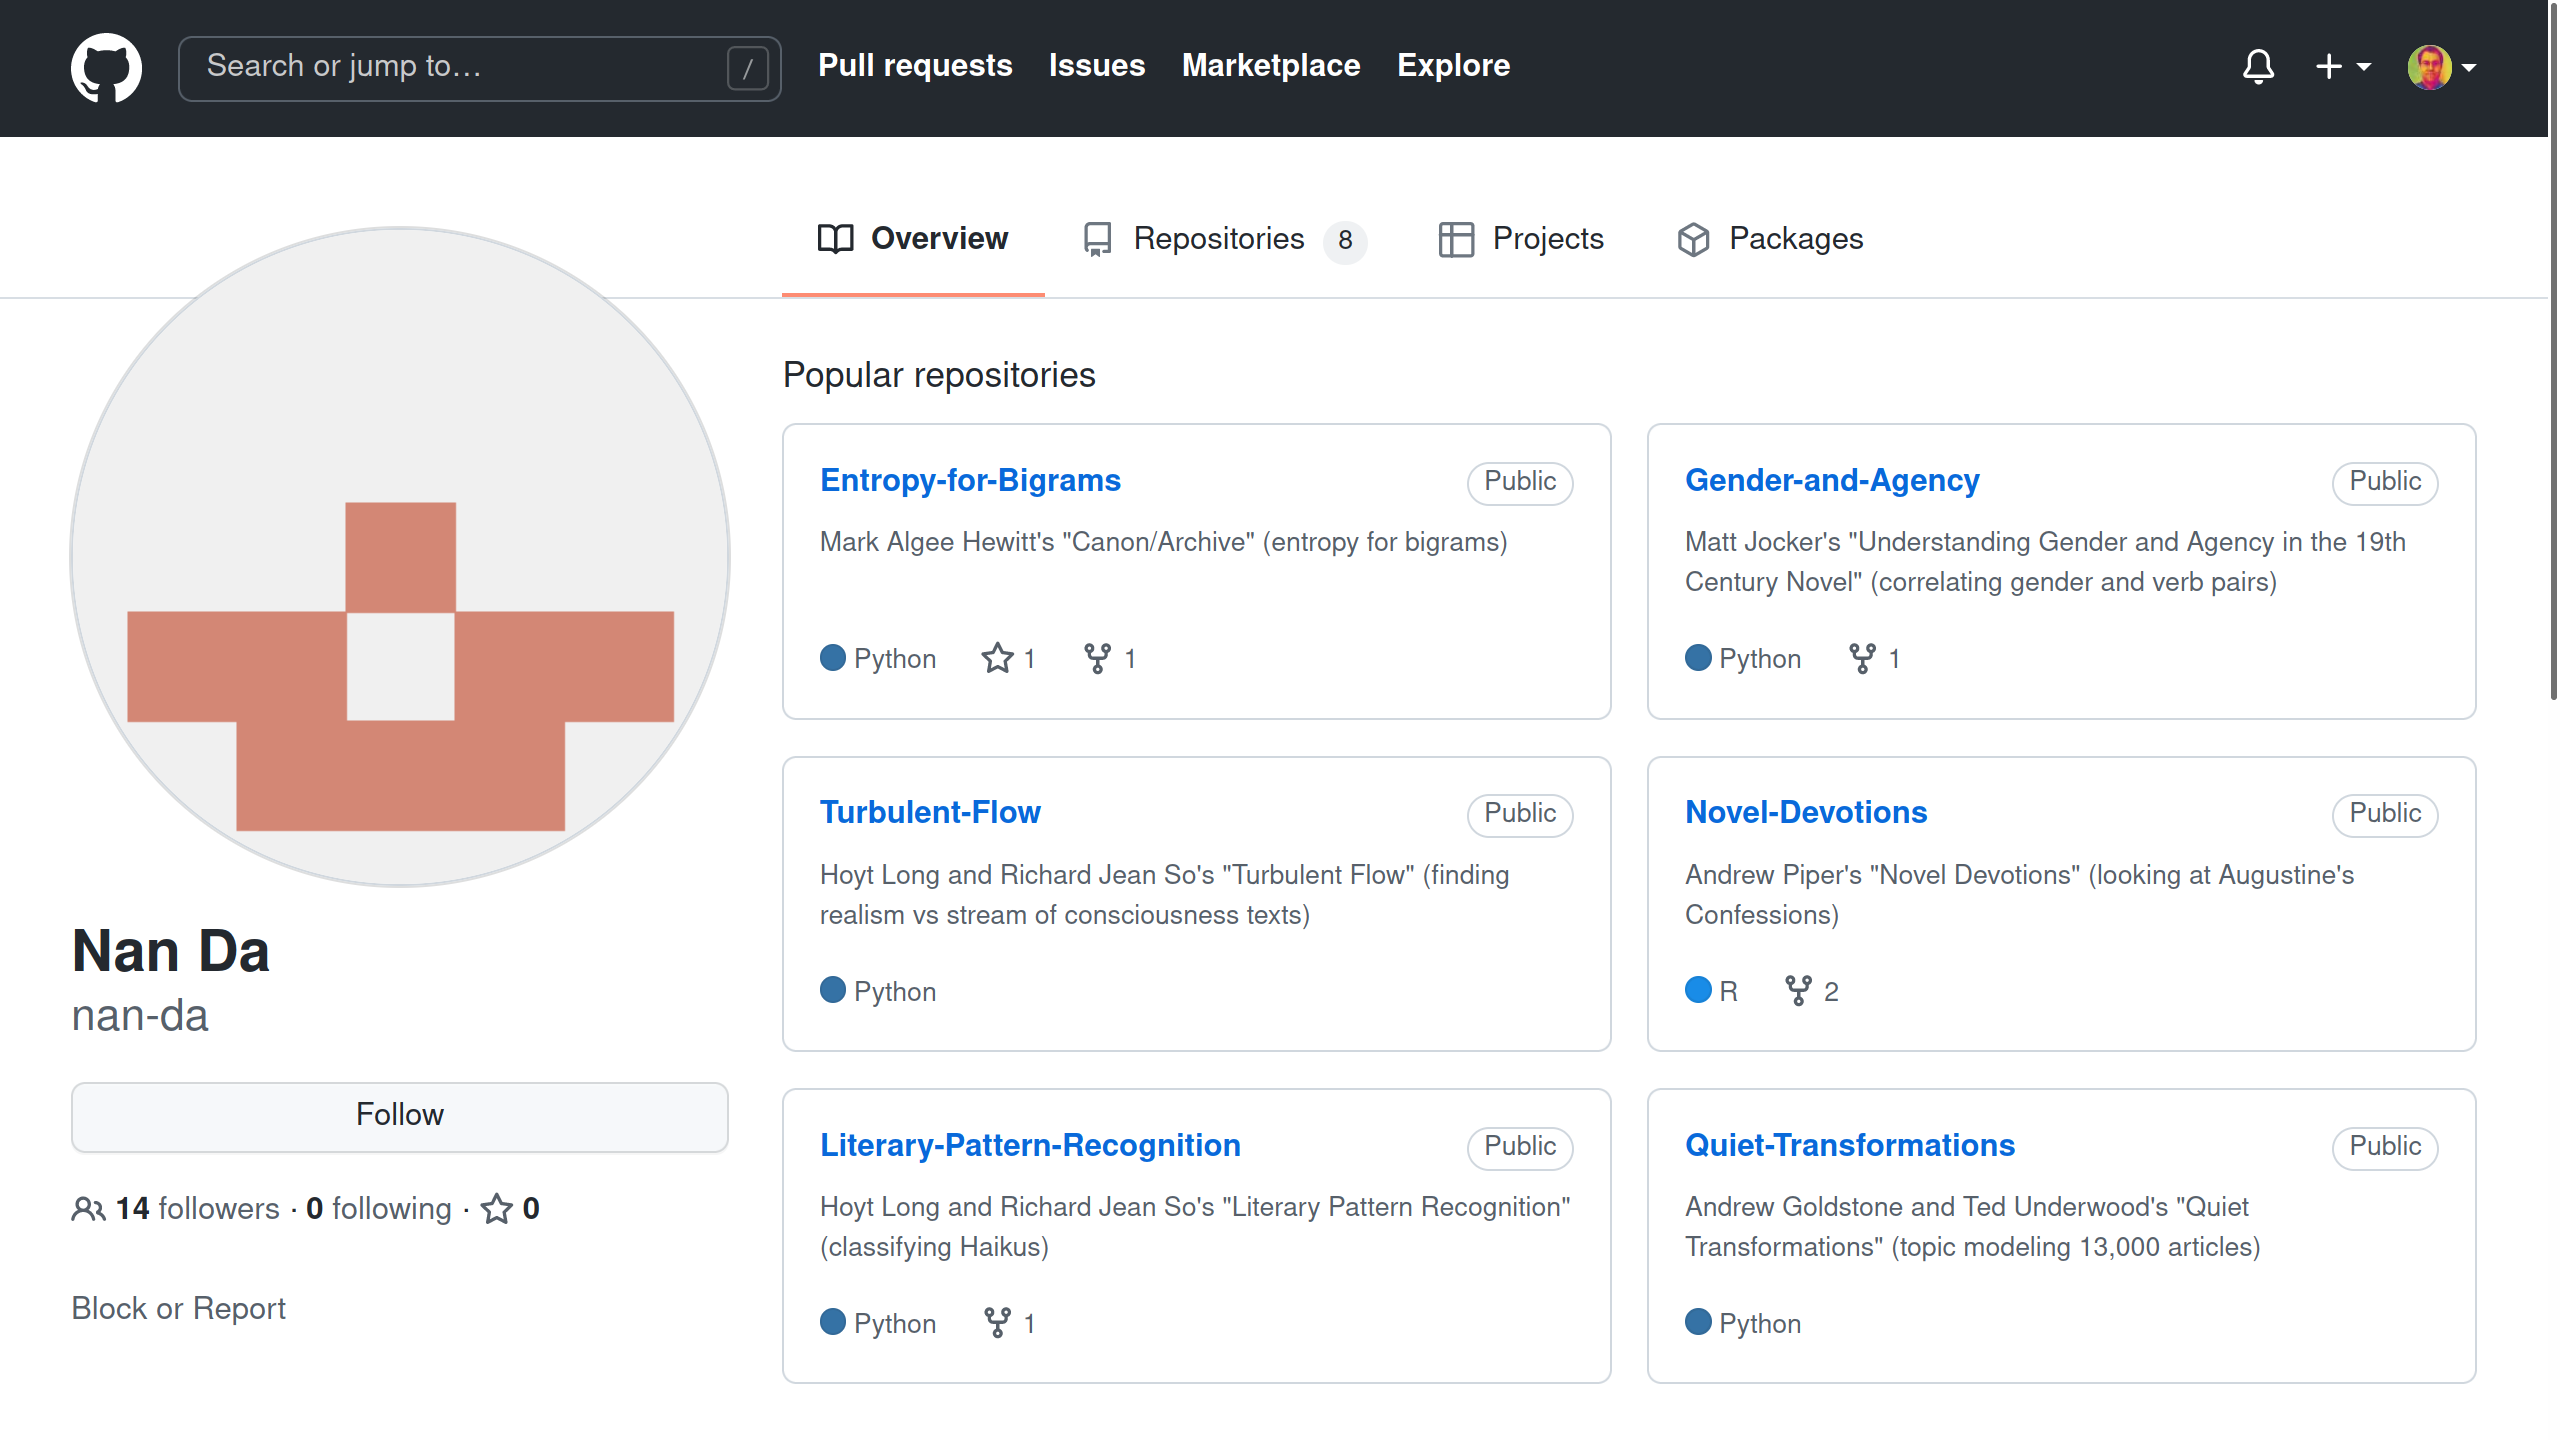 Search or jump to…
/
Pull requests
Issues
Marketplace
Explore
Overview
Repositories 8
Projects
Packages
Nan Da
nan-da
Follow
14 followers · 0 following · 0
Block or Report
Popular repositories
Entropy-for-Bigrams
Public
Mark Algee Hewitt's "Canon/Archive" (entropy for bigrams)
Python 1 1
Gender-and-Agency
Public
Matt Jocker's "Understanding Gender and Agency in the 19th
Century Novel" (correlating gender and verb pairs)
Python 1
Turbulent-Flow
Public
Hoyt Long and Richard Jean So's "Turbulent Flow" (finding
realism vs stream of consciousness texts)
Python
Novel-Devotions
Public
Andrew Piper's "Novel Devotions" (looking at Augustine's
Confessions)
R 2
Literary-Pattern-Recognition
Public
Hoyt Long and Richard Jean So's "Literary Pattern Recognition"
(classifying Haikus)
Python 1
Quiet-Transformations
Public
Andrew Goldstone and Ted Underwood's "Quiet
Transformations" (topic modeling 13,000 articles)
Python